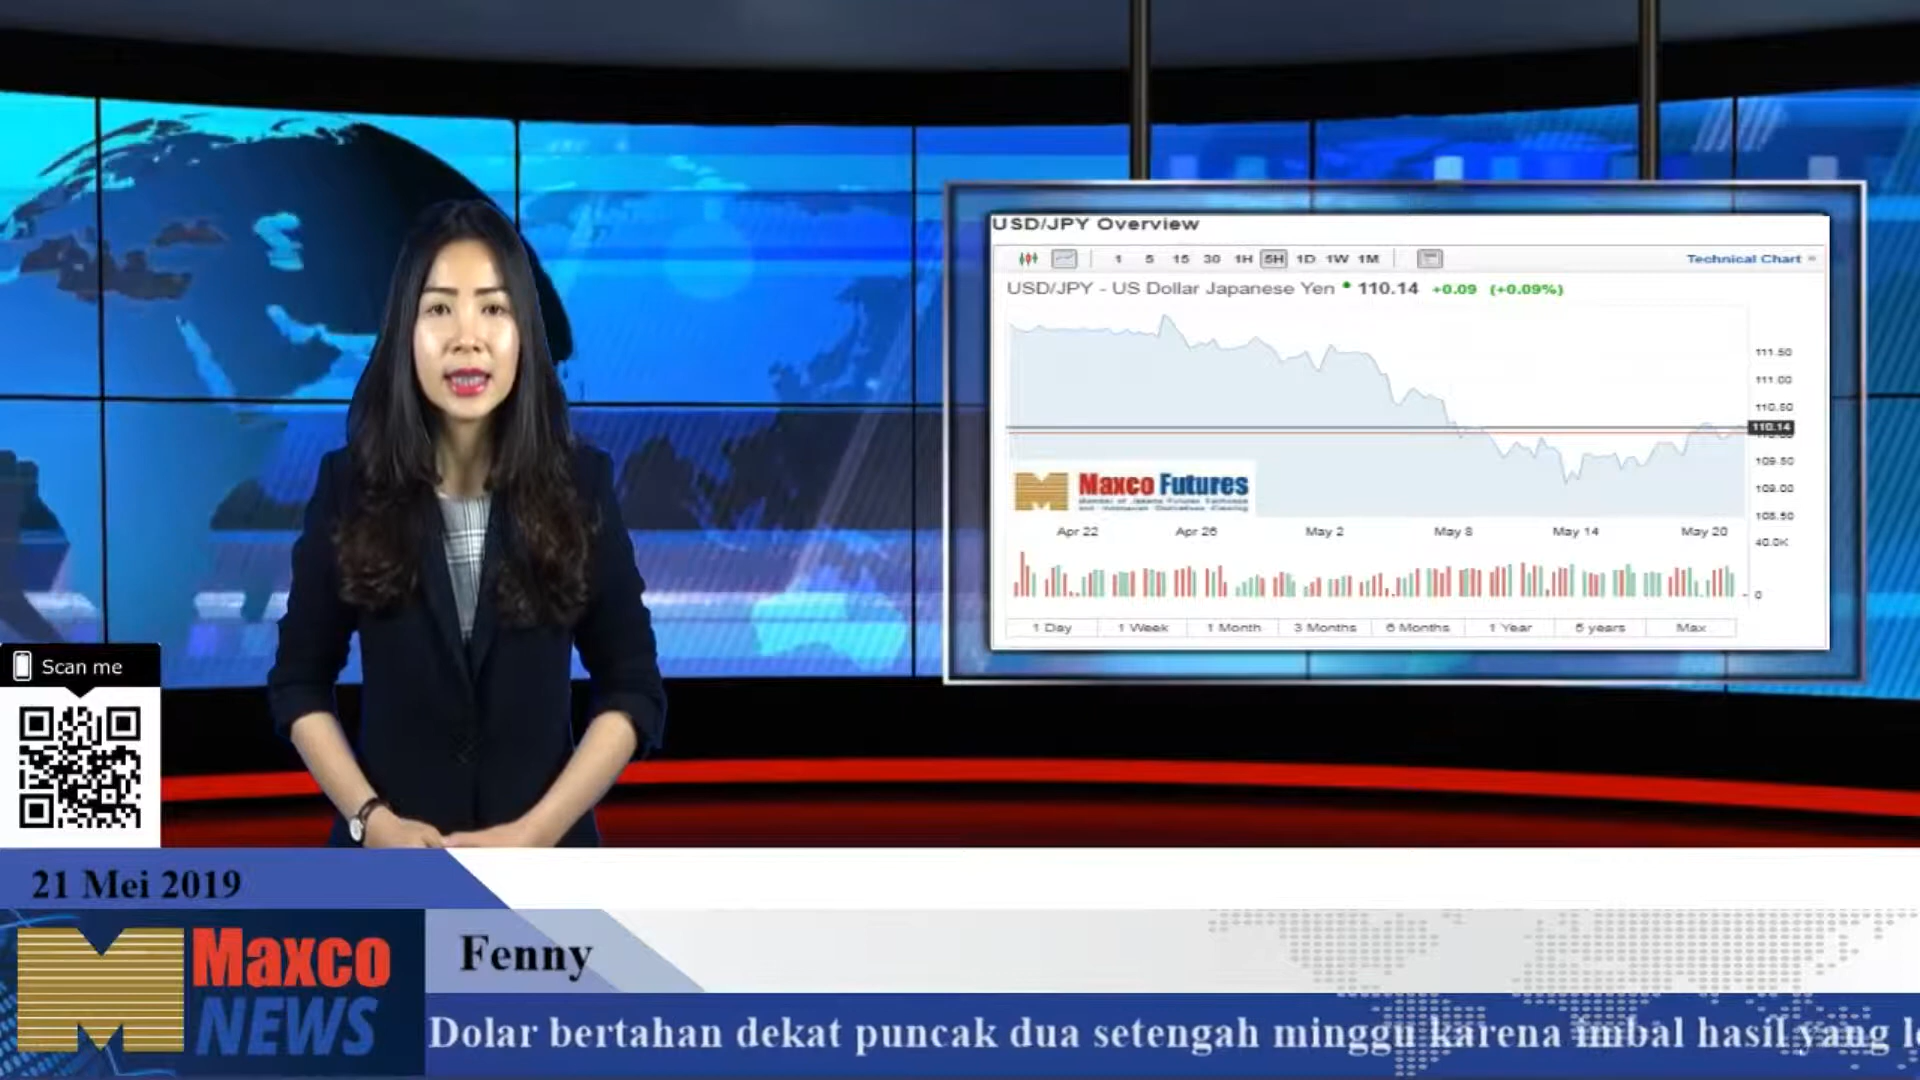 USD/JPY Overview
1 5 15 30 1H 5H 1D 1W 1M
Technical Chart »
USD/JPY - US Dollar Japanese Yen 110.14 +0.09 (+0.09%)
111.50
111.00
110.50
110.14
109.50
109.00
108.50
Maxco Futures
Apr 22 Apr 26 May 2 May 8 May 14 May 20
40.0K
0
1 Day 1 Week 1 Month 3 Months 6 Months 1 Year 5 years Max
Scan me
21 Mei 2019
Maxco
NEWS
Fenny
Dolar bertahan dekat puncak dua setengah minggu karena imbal hasil yang